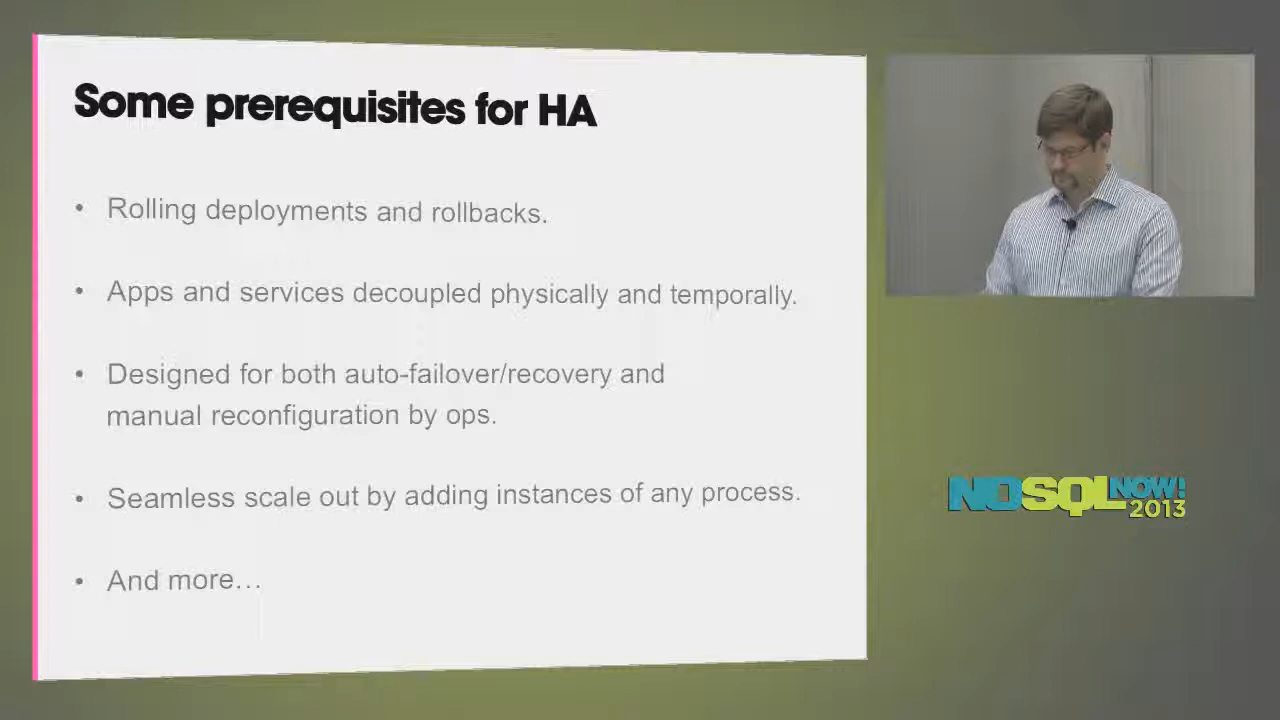 Some prerequisites for HA
• Rolling deployments and rollbacks.
• Apps and services decoupled physically and temporally.
• Designed for both auto-failover/recovery and
manual reconfiguration by ops.
• Seamless scale out by adding instances of any process.
• And more…
NOSQLNOW!
2013